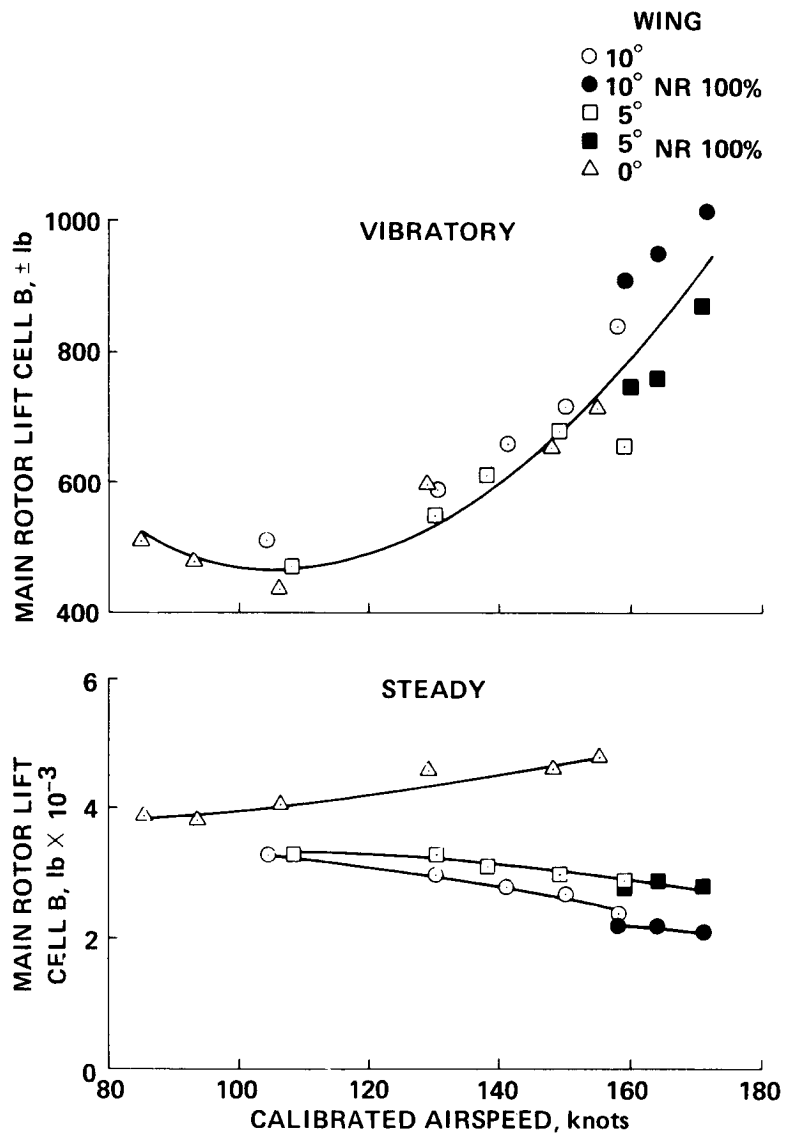 WING
10°
10° NR 100%
5°
5° NR 100%
0°
VIBRATORY
MAIN ROTOR LIFT CELL B, ± lb
1000
800
600
400
STEADY
MAIN ROTOR LIFT
CELL B, lb × 10⁻³
6
4
2
0
80 100 120 140 160 180
CALIBRATED AIRSPEED, knots